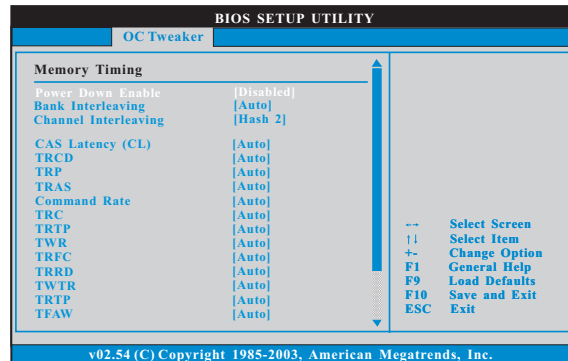 BIOS SETUP UTILITY
OC Tweaker
Memory Timing
Power Down Enable [Disabled]
Bank Interleaving [Auto]
Channel Interleaving [Hash 2]
CAS Latency (CL) [Auto]
TRCD [Auto]
TRP [Auto]
TRAS [Auto]
Command Rate [Auto]
TRC [Auto]
TRTP [Auto]
TWR [Auto]
TRFC [Auto]
TRRD [Auto]
TWTR [Auto]
TRTP [Auto]
TFAW [Auto]
←→ Select Screen
↑↓ Select Item
+- Change Option
F1 General Help
F9 Load Defaults
F10 Save and Exit
ESC Exit
v02.54 (C) Copyright 1985-2003, American Megatrends, Inc.